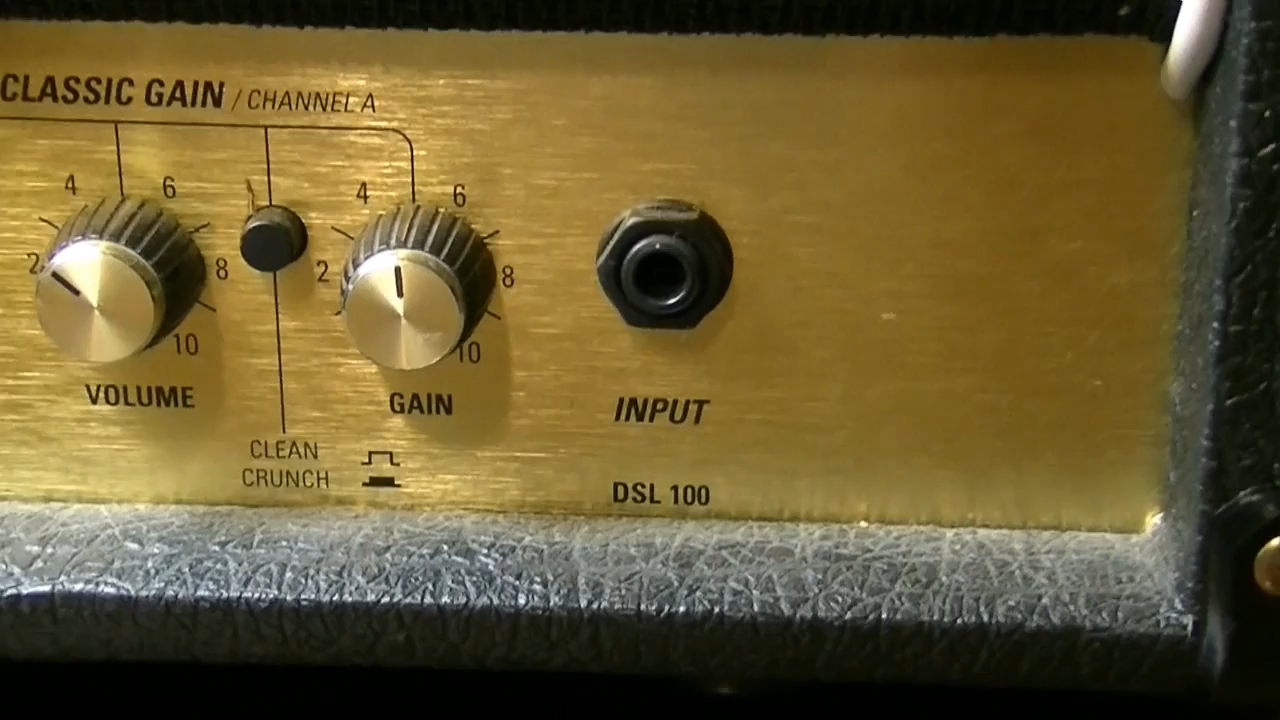 CLASSIC GAIN / CHANNEL A
4 6 4 6
2 8 2 8
10 10
VOLUME GAIN INPUT
CLEAN
CRUNCH
DSL 100